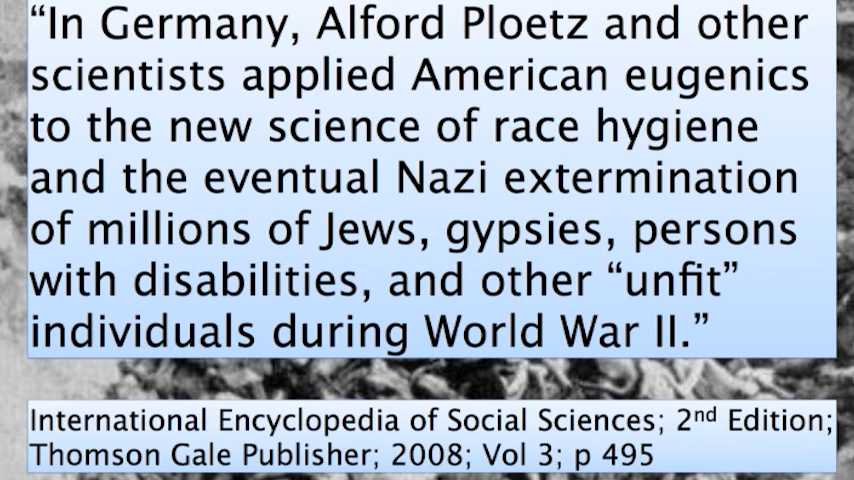 “In Germany, Alford Ploetz and other
scientists applied American eugenics
to the new science of race hygiene
and the eventual Nazi extermination
of millions of Jews, gypsies, persons
with disabilities, and other “unfit”
individuals during World War II.”
International Encyclopedia of Social Sciences; 2nd Edition;
Thomson Gale Publisher; 2008; Vol 3; p 495